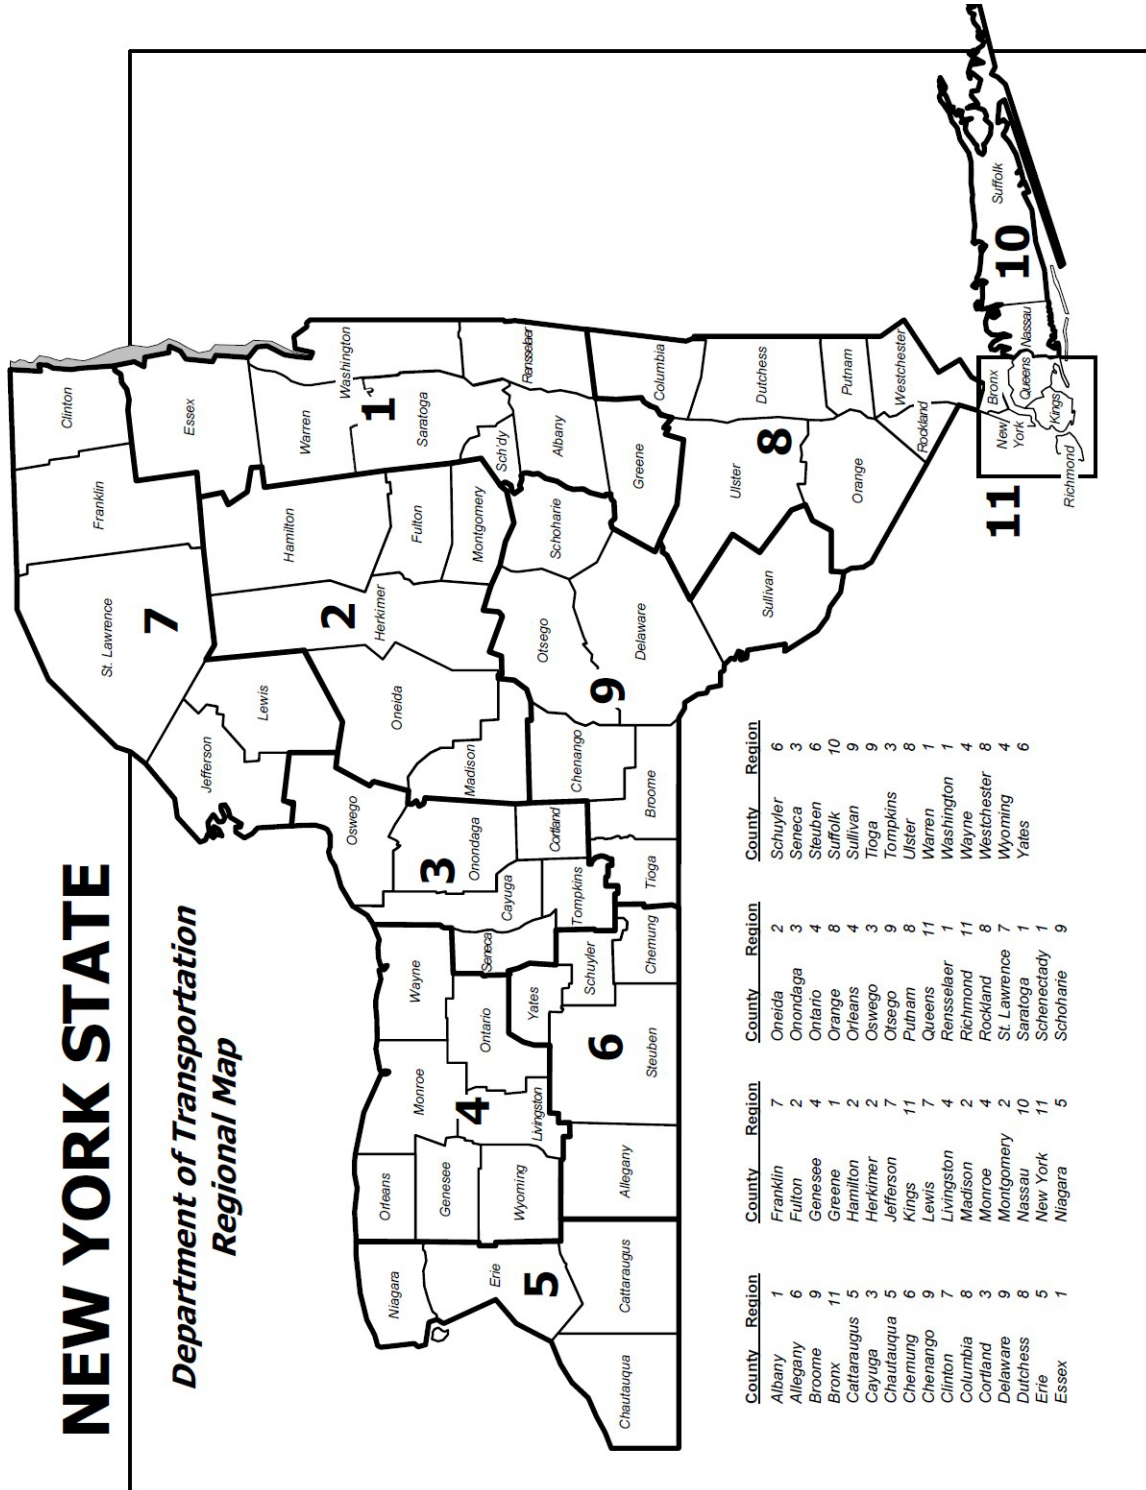 NEW YORK STATE
Department of Transportation
Regional Map
Clinton
Franklin
St. Lawrence
7
Essex
Jefferson
Lewis
Hamilton
Warren
Washington
2
Herkimer
1
Oswego
Oneida
Fulton
Saratoga
Niagara
Orleans
Monroe
Wayne
3
Onondaga
Madison
Montgomery
Sch'dy
Rensselaer
Genesee
4
Ontario
Seneca
Cayuga
Erie
5
Wyoming
Livingston
Yates
Cortland
Otsego
Schoharie
Albany
Tompkins
Chenango
Schuyler
6
9
Greene
Columbia
Chautauqua
Cattaraugus
Allegany
Steuben
Chemung
Tioga
Broome
Delaware
Ulster
8
Dutchess
Sullivan
Orange
Putnam
Rockland
Westchester
11
New
York
Bronx
Queens
Kings
Richmond
Nassau
10
Suffolk
County Region County Region County Region County Region
Albany 1 Franklin 7 Oneida 2 Schuyler 6
Allegany 6 Fulton 2 Onondaga 3 Seneca 3
Broome 9 Genesee 4 Ontario 4 Steuben 6
Bronx 11 Greene 1 Orange 8 Suffolk 10
Cattaraugus 5 Hamilton 2 Orleans 4 Sullivan 9
Cayuga 3 Herkimer 2 Oswego 3 Tioga 9
Chautauqua 5 Jefferson 7 Otsego 9 Tompkins 3
Chemung 6 Kings 11 Putnam 8 Ulster 8
Chenango 9 Lewis 7 Queens 11 Warren 1
Clinton 7 Livingston 4 Rensselaer 1 Washington 1
Columbia 8 Madison 2 Richmond 11 Wayne 4
Cortland 3 Monroe 4 Rockland 8 Westchester 8
Delaware 9 Montgomery 2 St. Lawrence 7 Wyoming 4
Dutchess 8 Nassau 10 Saratoga 1 Yates 6
Erie 5 New York 11 Schenectady 1
Essex 1 Niagara 5 Schoharie 9